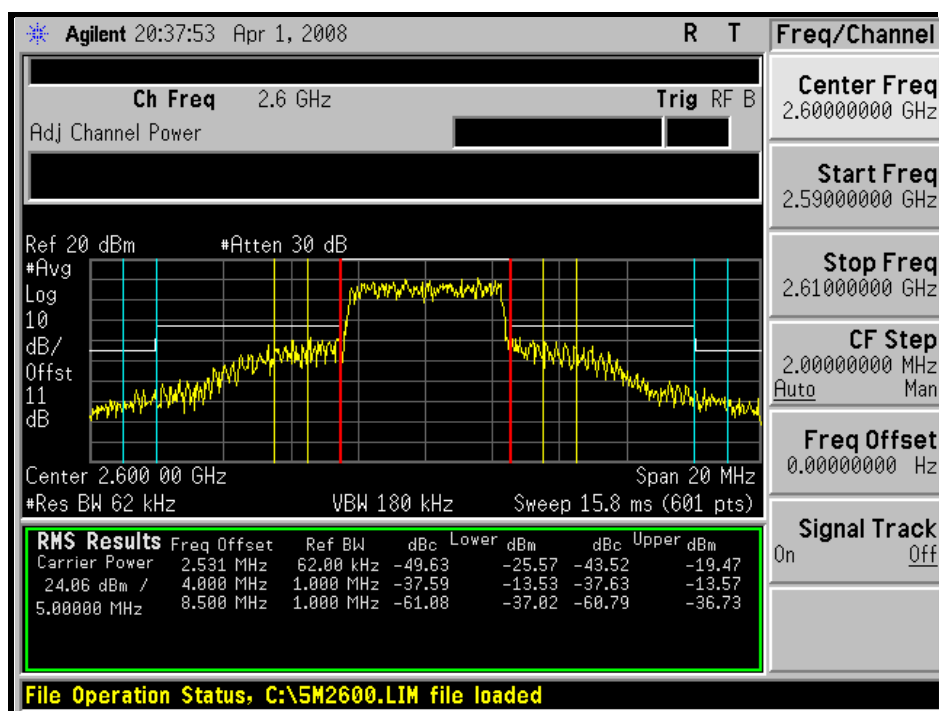 Agilent 20:37:53 Apr 1, 2008 R T
Freq/Channel
Ch Freq 2.6 GHz Trig RF B
Adj Channel Power
Center Freq
2.60000000 GHz
Start Freq
2.59000000 GHz
Stop Freq
2.61000000 GHz
CF Step
2.00000000 MHz
Auto Man
Freq Offset
0.00000000 Hz
Signal Track
On Off
Ref 20 dBm #Atten 30 dB
#Avg
Log
10
dB/
Offst
11
dB
Center 2.600 00 GHz Span 20 MHz
#Res BW 62 kHz VBW 180 kHz Sweep 15.8 ms (601 pts)
RMS Results Freq Offset Ref BW dBc Lower dBm dBc Upper dBm
Carrier Power 2.531 MHz 62.00 kHz -49.63 -25.57 -43.52 -19.47
24.06 dBm / 4.000 MHz 1.000 MHz -37.59 -13.53 -37.63 -13.57
5.00000 MHz 8.500 MHz 1.000 MHz -61.08 -37.02 -60.79 -36.73
File Operation Status, C:\5M2600.LIM file loaded